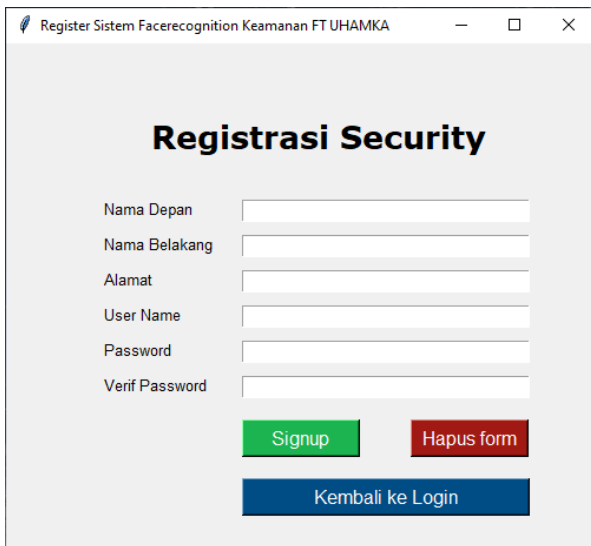 Register Sistem Facerecognition Keamanan FT UHAMKA
Registrasi Security
Nama Depan
Nama Belakang
Alamat
User Name
Password
Verif Password
Signup Hapus form
Kembali ke Login